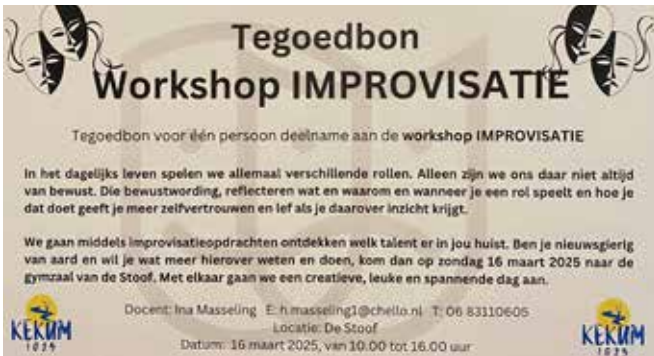 Tegoedbon
Workshop IMPROVISATIE
Tegoedbon voor één persoon deelname aan de workshop IMPROVISATIE
In het dagelijks leven spelen we allemaal verschillende rollen. Alleen zijn we ons daar niet altijd
van bewust. Die bewustwording, reflecteren wat en waarom en wanneer je een rol speelt en hoe je
dat doet geeft je meer zelfvertrouwen en lef als je daarover inzicht krijgt.
We gaan middels improvisatieopdrachten ontdekken welk talent er in jou huist. Ben je nieuwsgierig
van aard en wil je wat meer hierover weten en doen, kom dan op zondag 16 maart 2025 naar de
gymzaal van de Stoof. Met elkaar gaan we een creatieve, leuke en spannende dag aan.
Docent: Ina Masseling E: h.masseling1@chello.nl T: 06 83110605
Locatie: De Stoof
Datum: 16 maart 2025, van 10.00 tot 16.00 uur
KEKUM
1024
KEKUM
1024